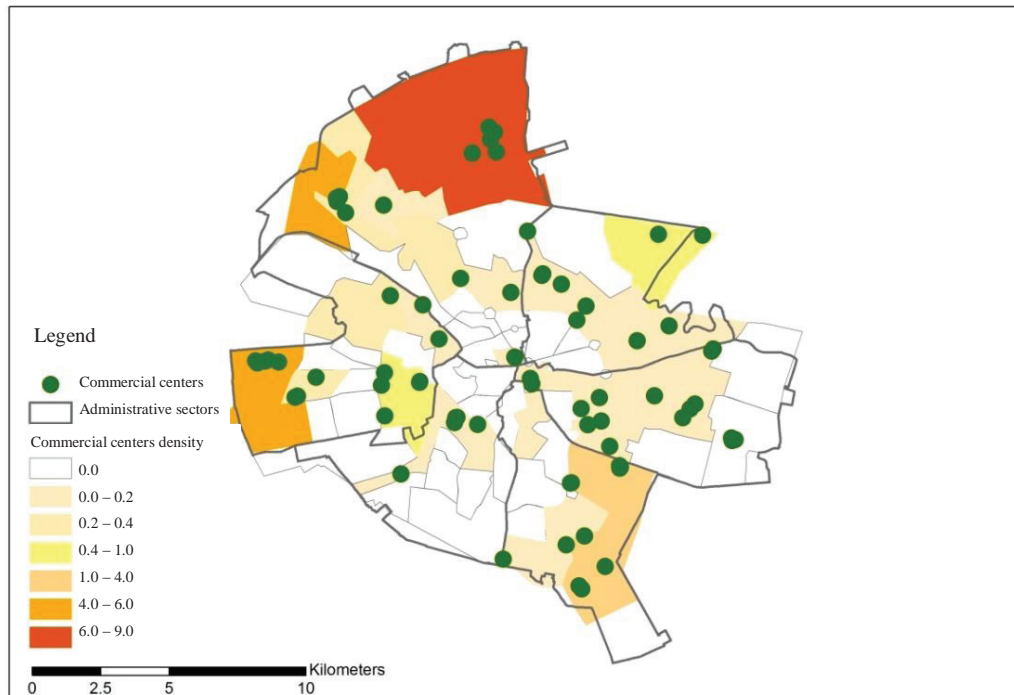 Legend
Commercial centers
Administrative sectors
Commercial centers density
0.0
0.0 – 0.2
0.2 – 0.4
0.4 – 1.0
1.0 – 4.0
4.0 – 6.0
6.0 – 9.0
Kilometers
0 2.5 5 10